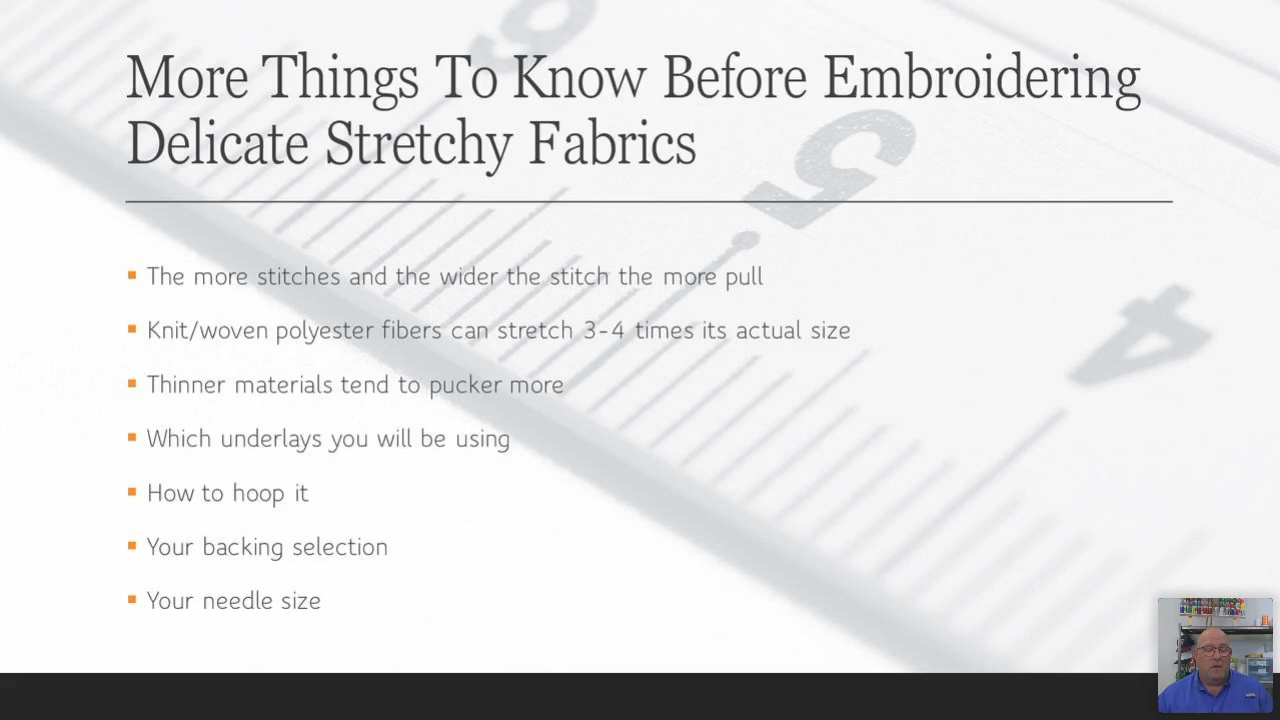 More Things To Know Before Embroidering
Delicate Stretchy Fabrics
The more stitches and the wider the stitch the more pull
Knit/woven polyester fibers can stretch 3-4 times its actual size
Thinner materials tend to pucker more
Which underlays you will be using
How to hoop it
Your backing selection
Your needle size
5
4